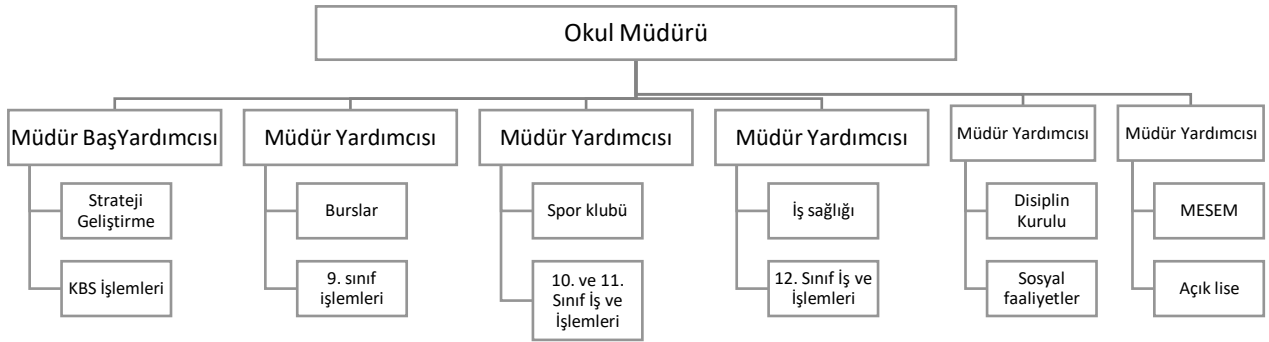 Okul Müdürü
Müdür BaşYardımcısı
Strateji
Geliştirme
KBS İşlemleri
Müdür Yardımcısı
Burslar
9. sınıf
işlemleri
Müdür Yardımcısı
Spor klubü
10. ve 11.
Sınıf İş ve
İşlemleri
Müdür Yardımcısı
İş sağlığı
12. Sınıf İş ve
İşlemleri
Müdür Yardımcısı
Disiplin
Kurulu
Sosyal
faaliyetler
Müdür Yardımcısı
MESEM
Açık lise